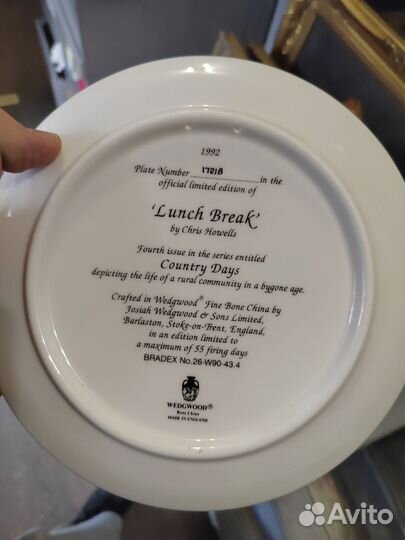 1992
Plate Number 1721B in the
official limited edition of
'Lunch Break'
by Chris Howells
Fourth issue in the series entitled
Country Days
depicting the life of a rural community in a bygone age.
Crafted in Wedgwood® Fine Bone China by
Josiah Wedgwood & Sons Limited,
Barlaston, Stoke-on-Trent, England,
in an edition limited to
a maximum of 55 firing days
BRADEX No.26-W90-43.4
WEDGWOOD®
Bone China
MADE IN ENGLAND
Avito